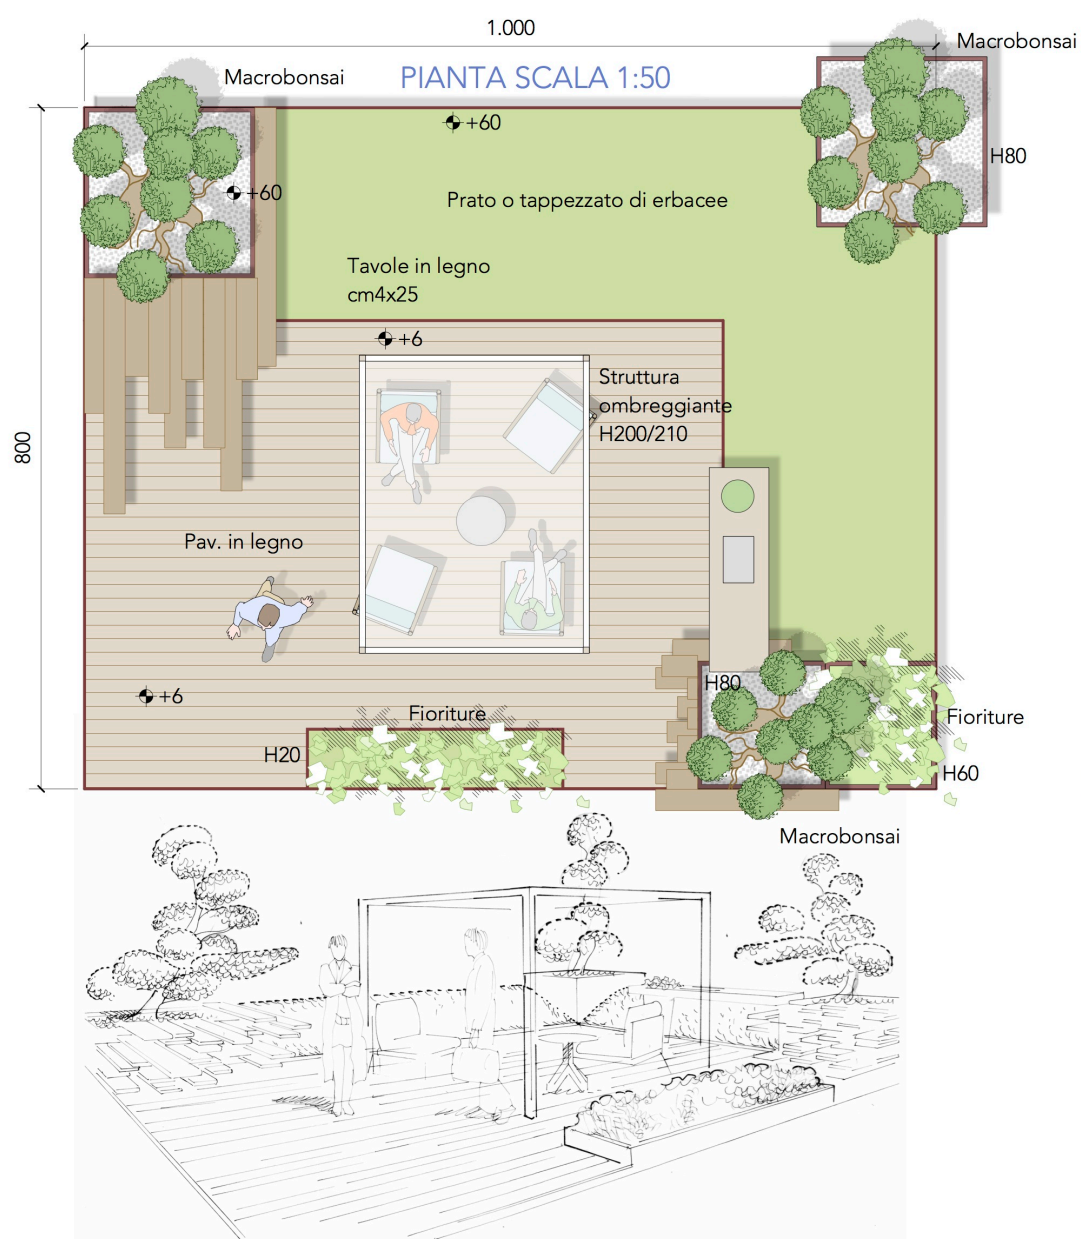 1.000
Macrobonsai
Macrobonsai
PIANTA SCALA 1:50
+60
H80
+60
Prato o tappezzato di erbacee
Tavole in legno
cm4x25
+6
Struttura
ombreggiante
H200/210
800
Pav. in legno
H80
+6
Fioriture
Fioriture
H20
H60
Macrobonsai